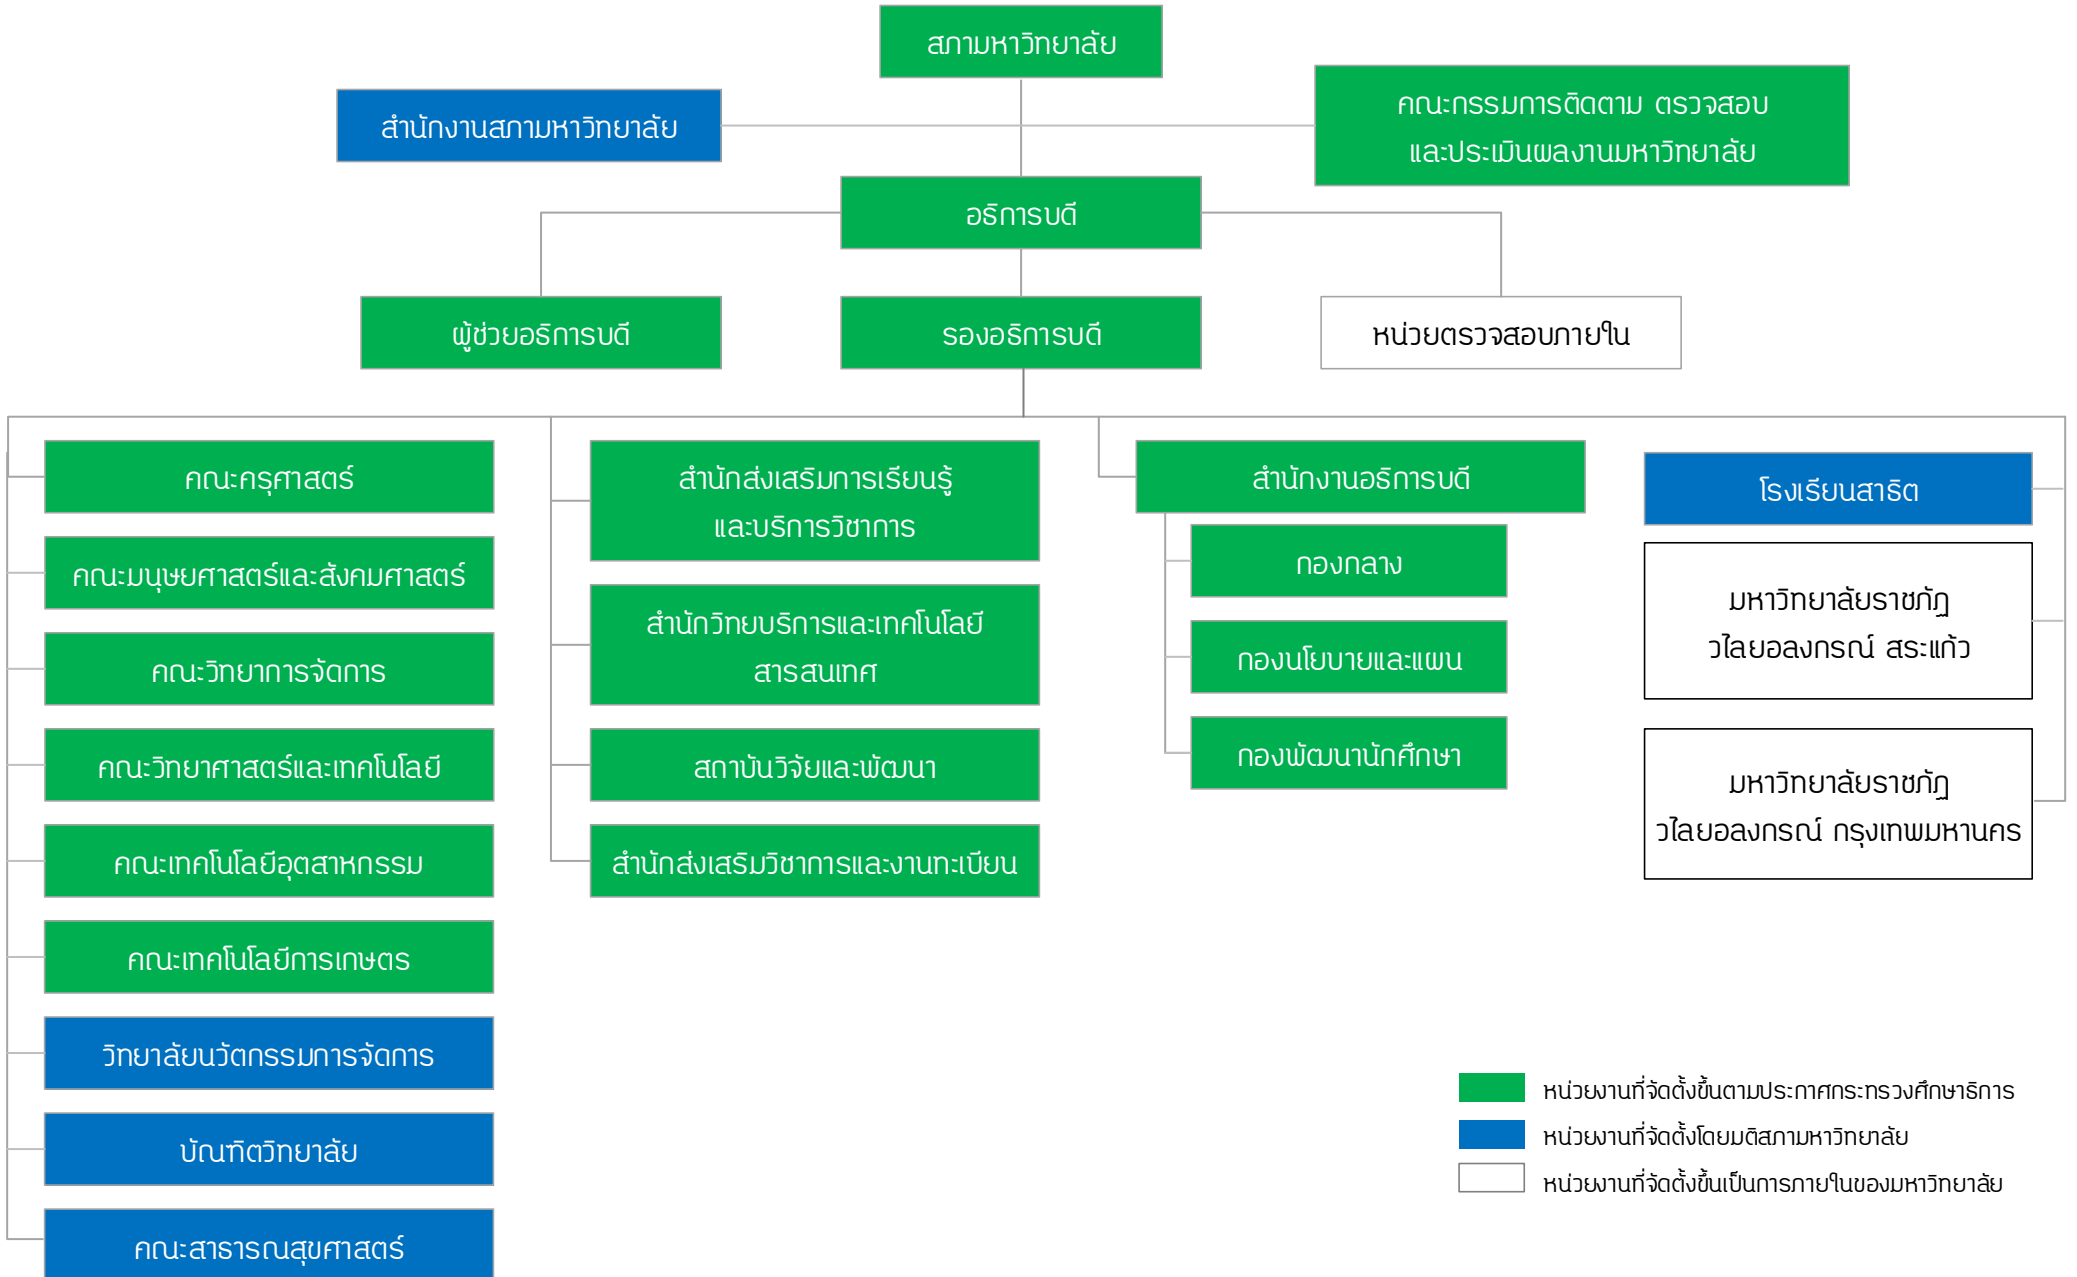 สภามหาวิทยาลัย
สำนักงานสภามหาวิทยาลัย
คณะกรรมการติดตาม ตรวจสอบ
และประเมินผลงานมหาวิทยาลัย
อธิการบดี
ผู้ช่วยอธิการบดี
รองอธิการบดี
หน่วยตรวจสอบภายใน
คณะครุศาสตร์
คณะมนุษยศาสตร์และสังคมศาสตร์
คณะวิทยาการจัดการ
คณะวิทยาศาสตร์และเทคโนโลยี
คณะเทคโนโลยีอุตสาหกรรม
คณะเทคโนโลยีการเกษตร
วิทยาลัยนวัตกรรมการจัดการ
บัณฑิตวิทยาลัย
คณะสาธารณสุขศาสตร์
สำนักส่งเสริมการเรียนรู้
และบริการวิชาการ
สำนักวิทยบริการและเทคโนโลยี
สารสนเทศ
สถาบันวิจัยและพัฒนา
สำนักส่งเสริมวิชาการและงานทะเบียน
สำนักงานอธิการบดี
กองกลาง
กองนโยบายและแผน
กองพัฒนานักศึกษา
โรงเรียนสาธิต
มหาวิทยาลัยราชภัฏ
วไลยอลงกรณ์ สระแก้ว
มหาวิทยาลัยราชภัฏ
วไลยอลงกรณ์ กรุงเทพมหานคร
หน่วยงานที่จัดตั้งขึ้นตามประกาศกระทรวงศึกษาธิการ
หน่วยงานที่จัดตั้งโดยมติสภามหาวิทยาลัย
หน่วยงานที่จัดตั้งขึ้นเป็นการภายในของมหาวิทยาลัย